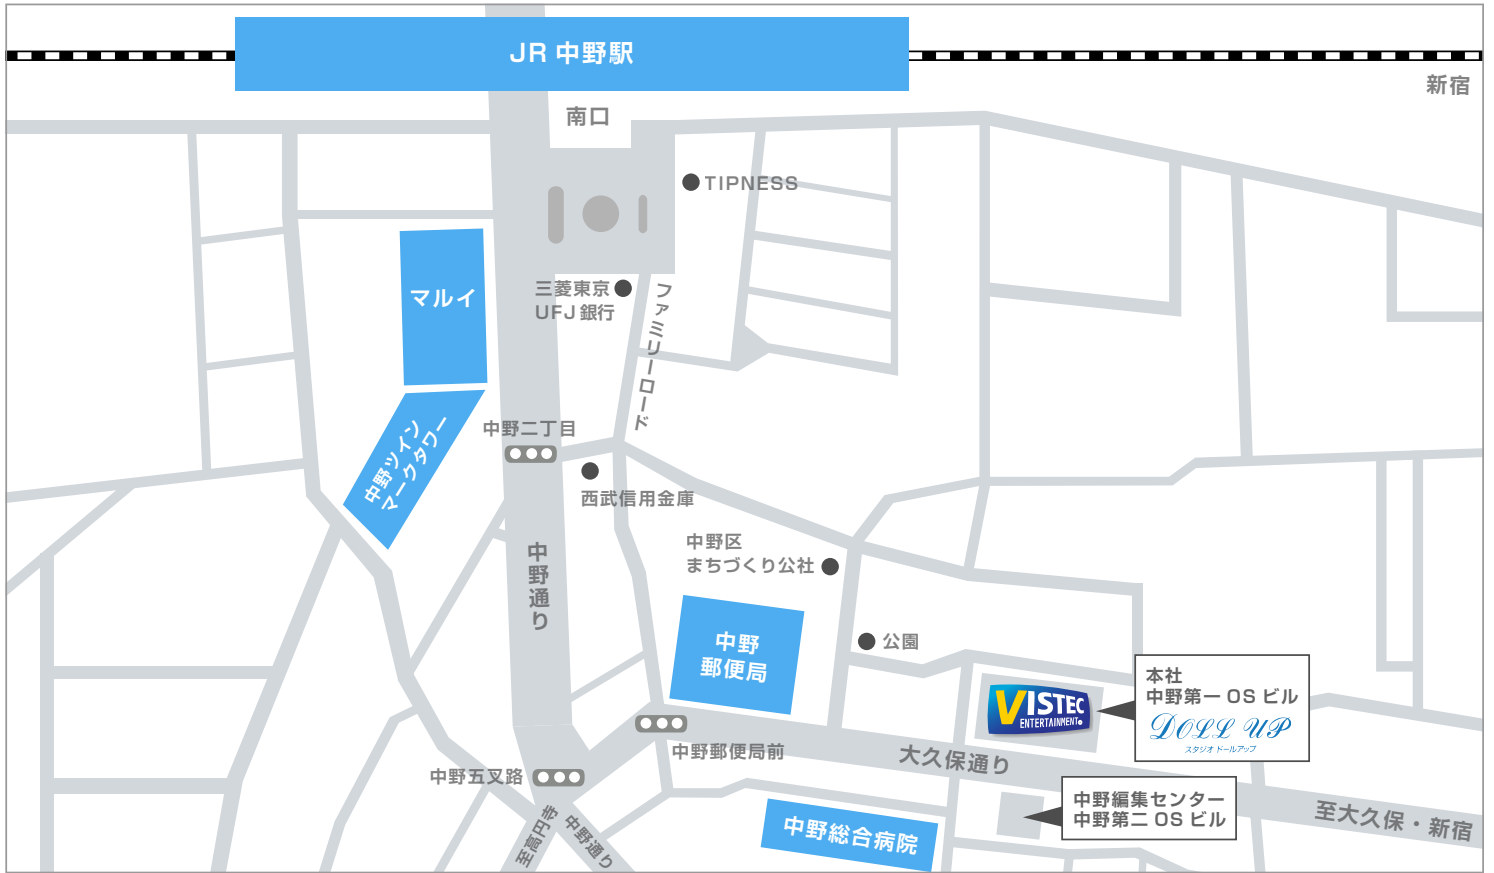 JR 中野駅
新宿
南口
TIPNESS
マルイ
三菱東京
UFJ 銀行
ファミリーロード
中野ツイン
マークタワー
中野二丁目
西武信用金庫
中野通り
中野区
まちづくり公社
中野
郵便局
公園
VISTEC
ENTERTAINMENT
本社
中野第一 OS ビル
DOLL UP
スタジオ ドールアップ
中野郵便局前
大久保通り
中野五叉路
中野編集センター
中野第二 OS ビル
至大久保・新宿
中野総合病院
至高円寺
中野通り